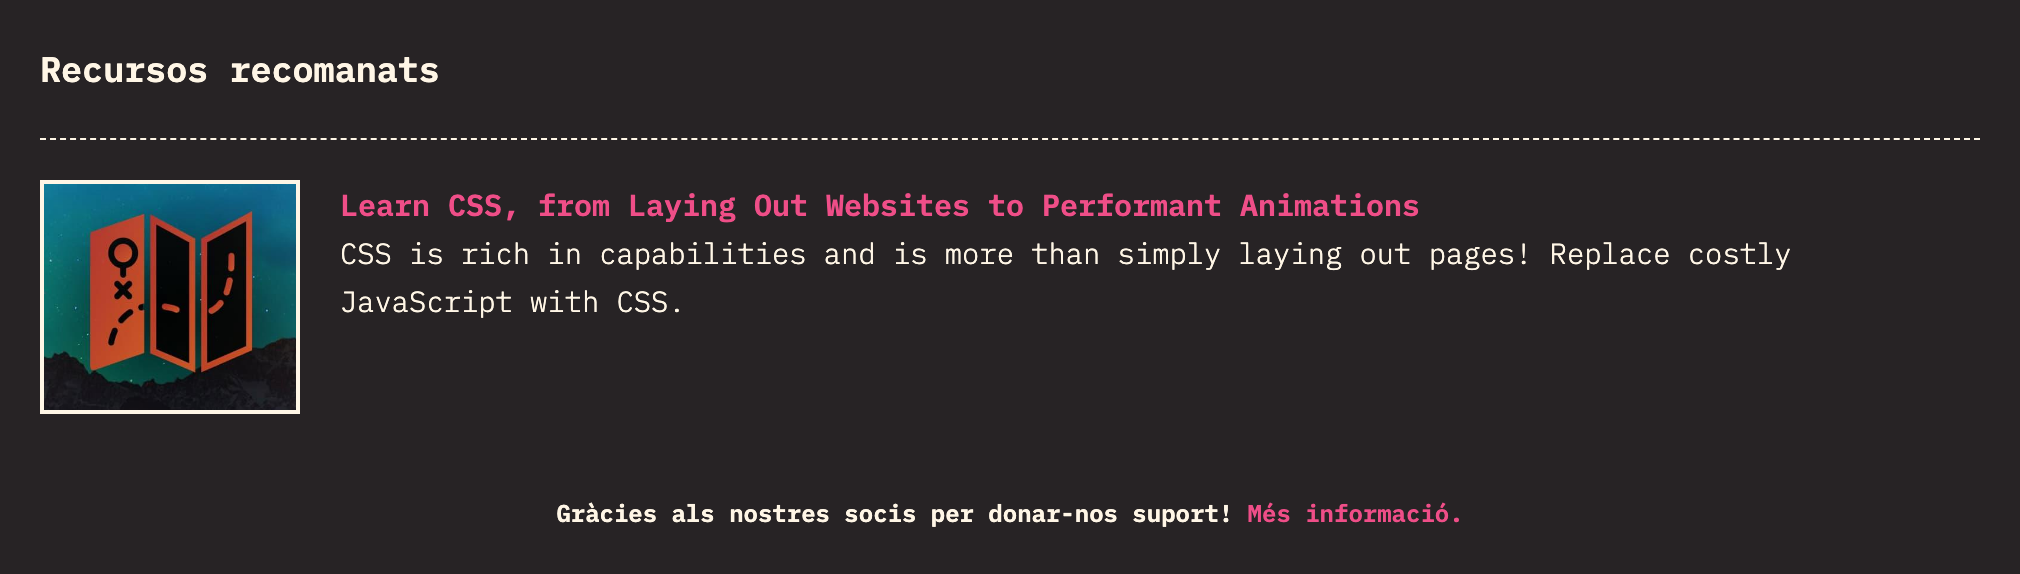 Recursos recomanats
Learn CSS, from Laying Out Websites to Performant Animations
CSS is rich in capabilities and is more than simply laying out pages! Replace costly
JavaScript with CSS.
Gràcies als nostres socis per donar-nos suport! Més informació.